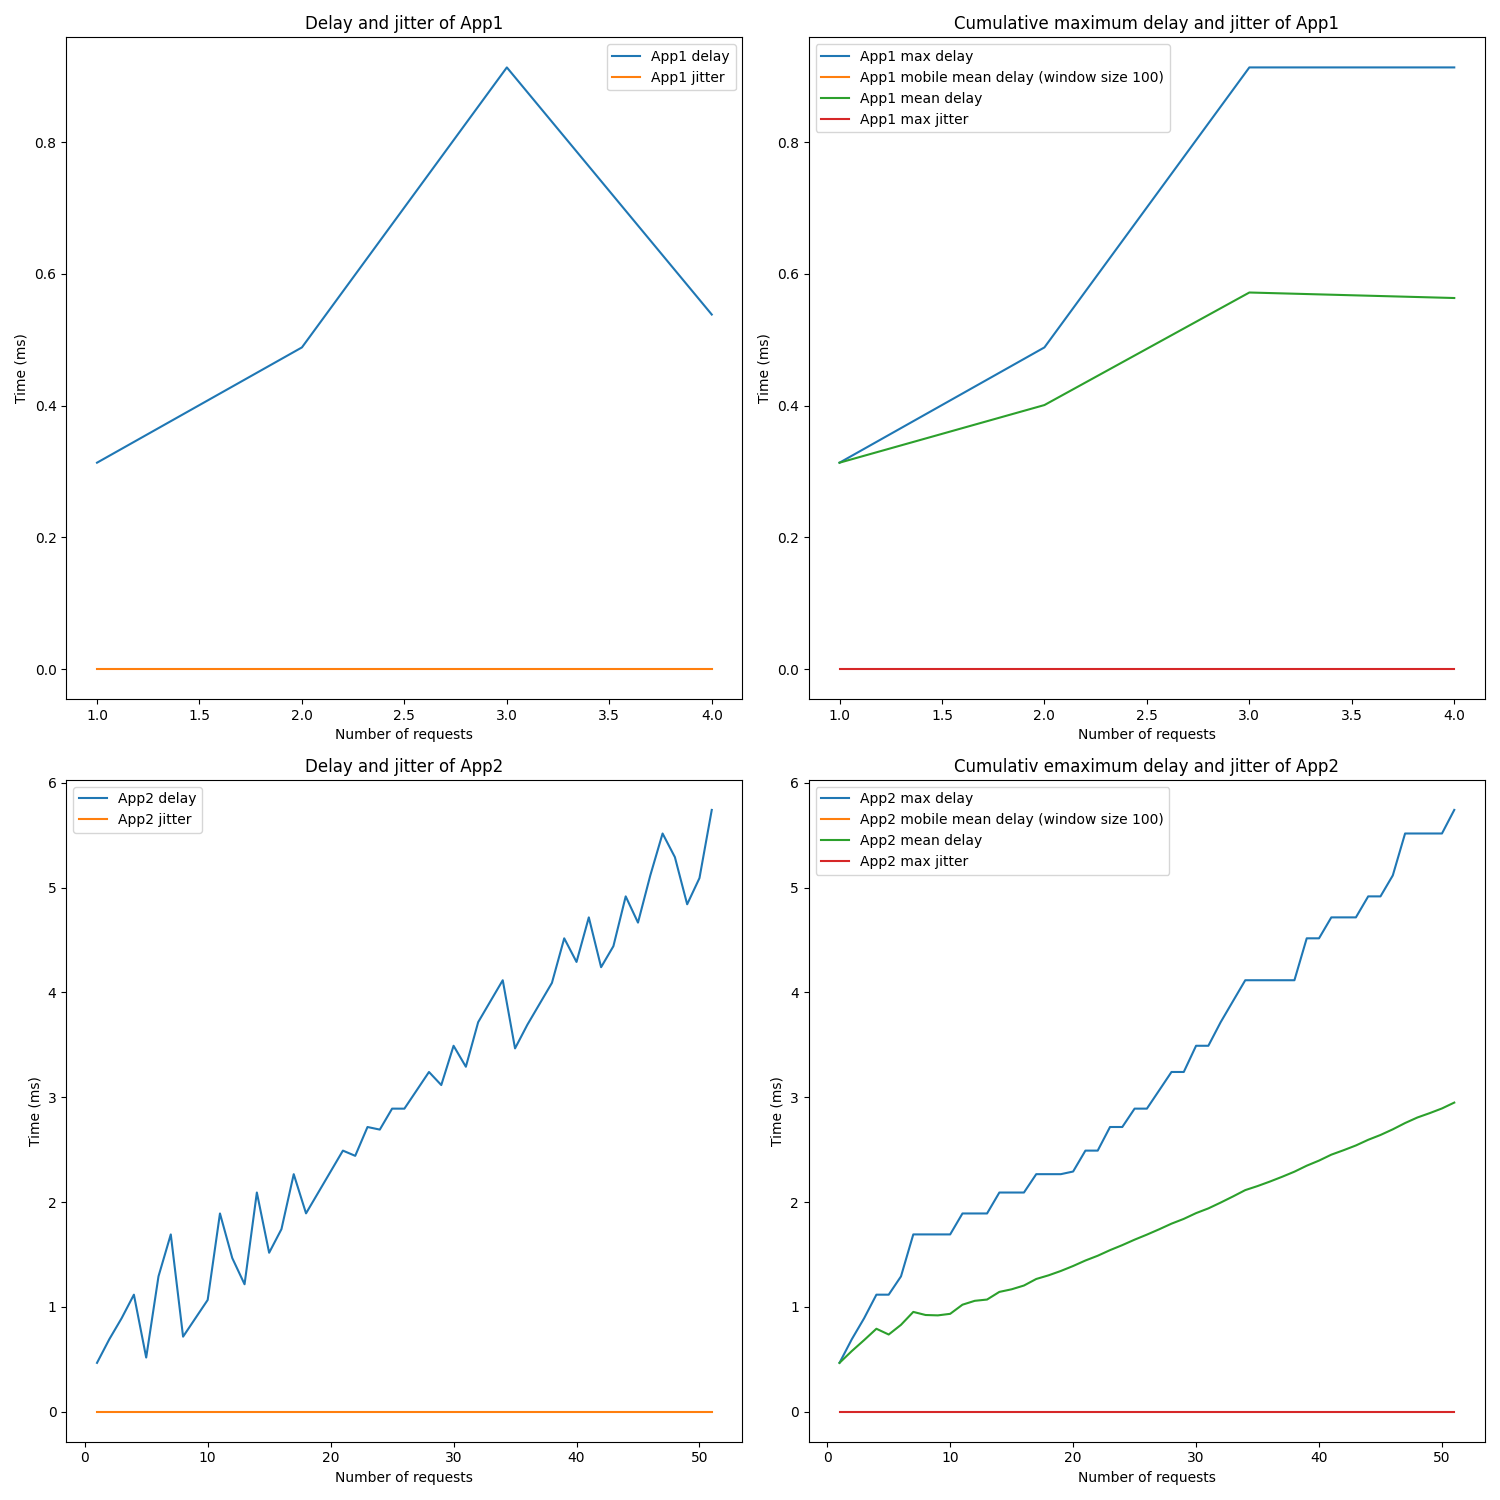 Delay and jitter of App1
App1 delay
App1 jitter
Time (ms)
0.8
0.6
0.4
0.2
0.0
1.0 1.5 2.0 2.5 3.0 3.5 4.0
Number of requests
Cumulative maximum delay and jitter of App1
App1 max delay
App1 mobile mean delay (window size 100)
App1 mean delay
App1 max jitter
Time (ms)
0.8
0.6
0.4
0.2
0.0
1.0 1.5 2.0 2.5 3.0 3.5 4.0
Number of requests
Delay and jitter of App2
App2 delay
App2 jitter
Time (ms)
6
5
4
3
2
1
0
0 10 20 30 40 50
Number of requests
Cumulativ emaximum delay and jitter of App2
App2 max delay
App2 mobile mean delay (window size 100)
App2 mean delay
App2 max jitter
Time (ms)
6
5
4
3
2
1
0
0 10 20 30 40 50
Number of requests